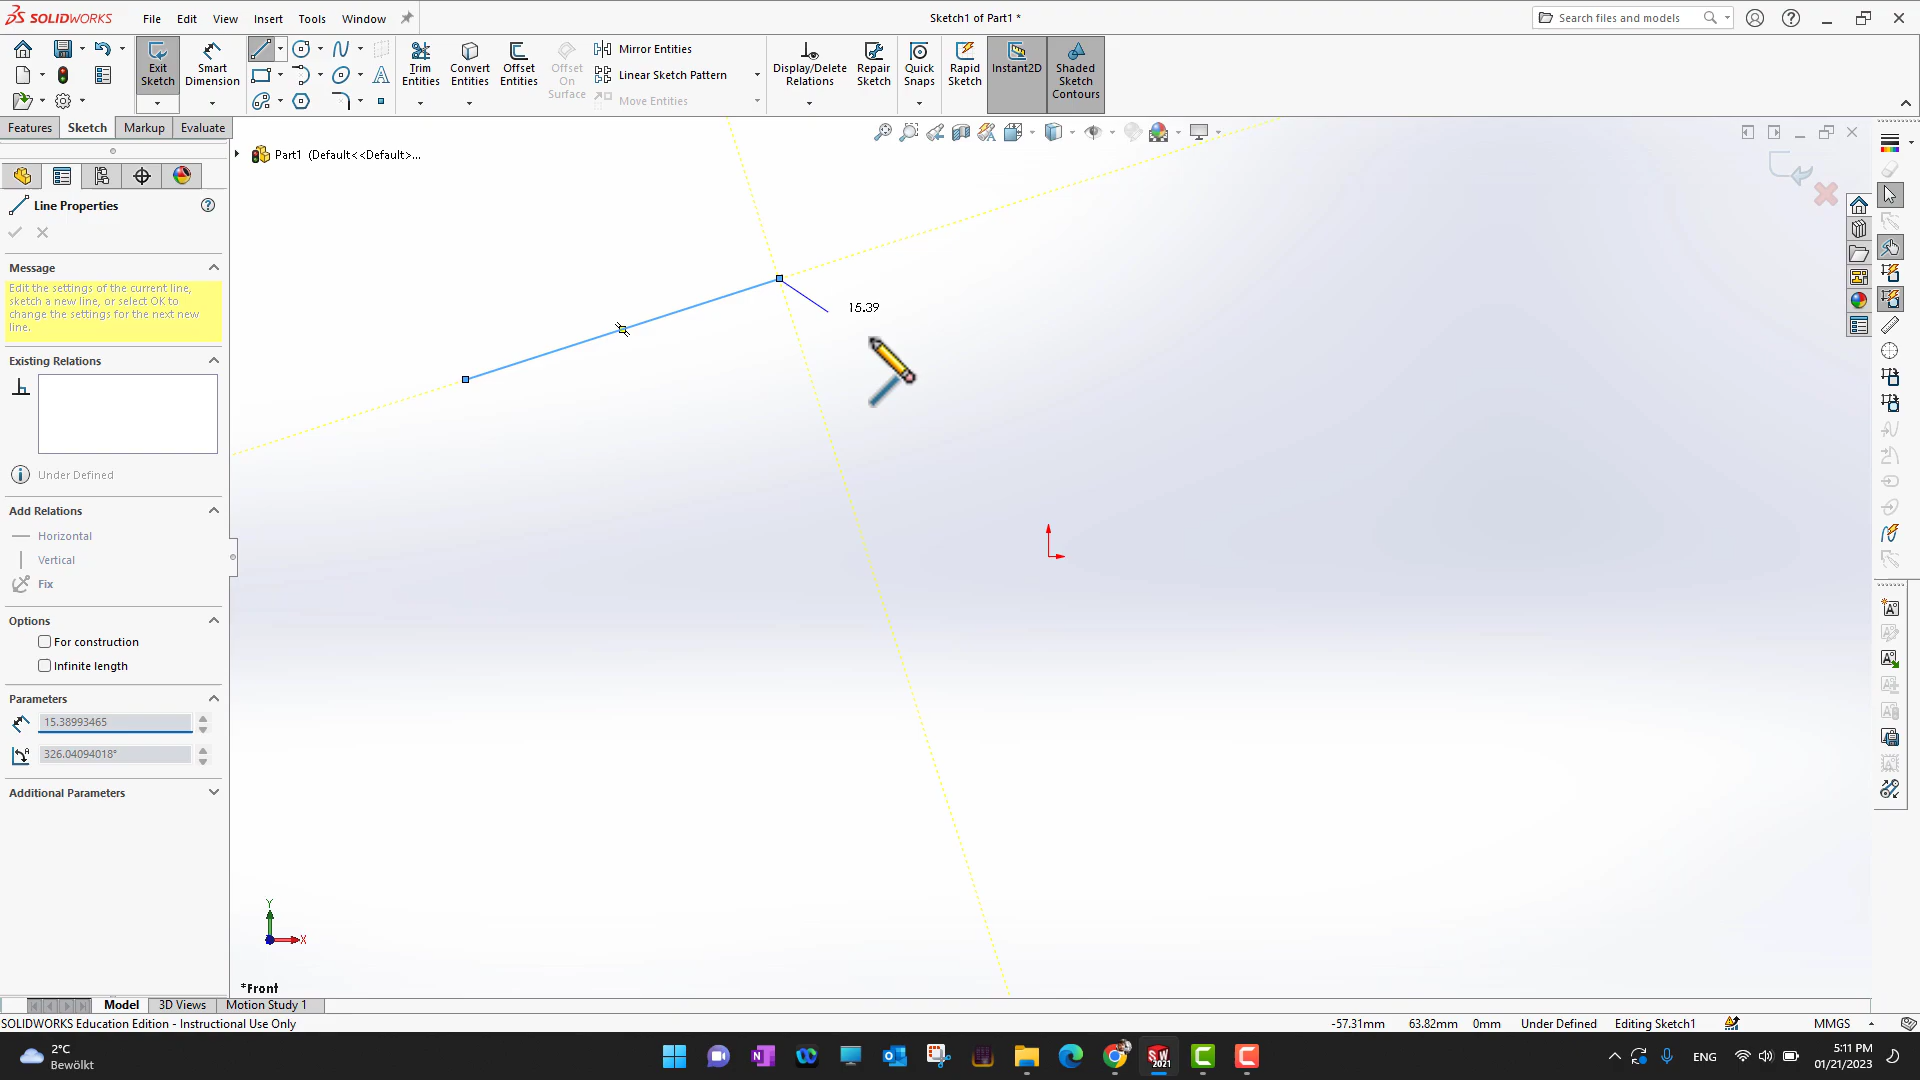 SOLIDWORKS
File
Edit
View
Insert
Tools
Window
Sketch1 of Part1 *
Search files and models
Exit Sketch
Smart Dimension
Trim Entities
Convert Entities
Offset Entities
Offset On Surface
Mirror Entities
Linear Sketch Pattern
Move Entities
Display/Delete Relations
Repair Sketch
Quick Snaps
Rapid Sketch
Instant2D
Shaded Sketch Contours
Features
Sketch
Markup
Evaluate
Part1 (Default<<Default>...
Line Properties
Message
Edit the settings of the current line,
sketch a new line, or select OK to
change the settings for the next new
line.
Existing Relations
Under Defined
Add Relations
Horizontal
Vertical
Fix
Options
For construction
Infinite length
Parameters
15.38993465
326.04094018°
Additional Parameters
15.39
Y
X
*Front
Model
3D Views
Motion Study 1
SOLIDWORKS Education Edition - Instructional Use Only
-57.31mm
63.82mm
0mm
Under Defined
Editing Sketch1
MMGS
2°C
Bewölkt
SW
2021
ENG
5:11 PM
01/21/2023